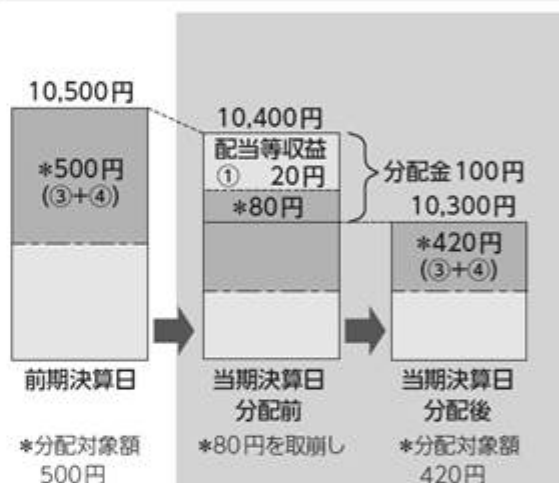 10,500円
*500円
(③+④)
前期決算日
*分配対象額
500円
10,400円
配当等収益
① 20円
*80円
分配金100円
当期決算日
分配前
*80円を取崩し
10,300円
*420円
(③+④)
当期決算日
分配後
*分配対象額
420円